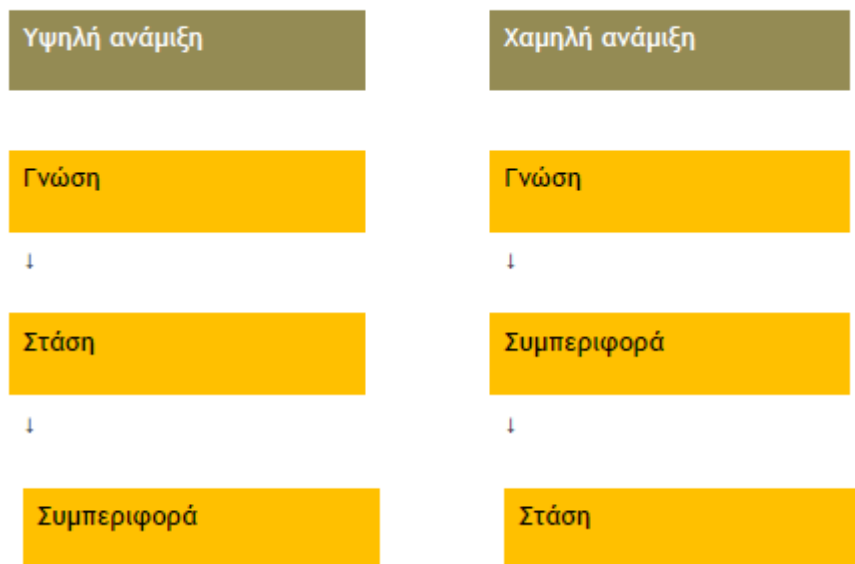 Υψηλή ανάμιξη
Χαμηλή ανάμιξη
Γνώση
Γνώση
↓
↓
Στάση
Συμπεριφορά
↓
↓
Συμπεριφορά
Στάση